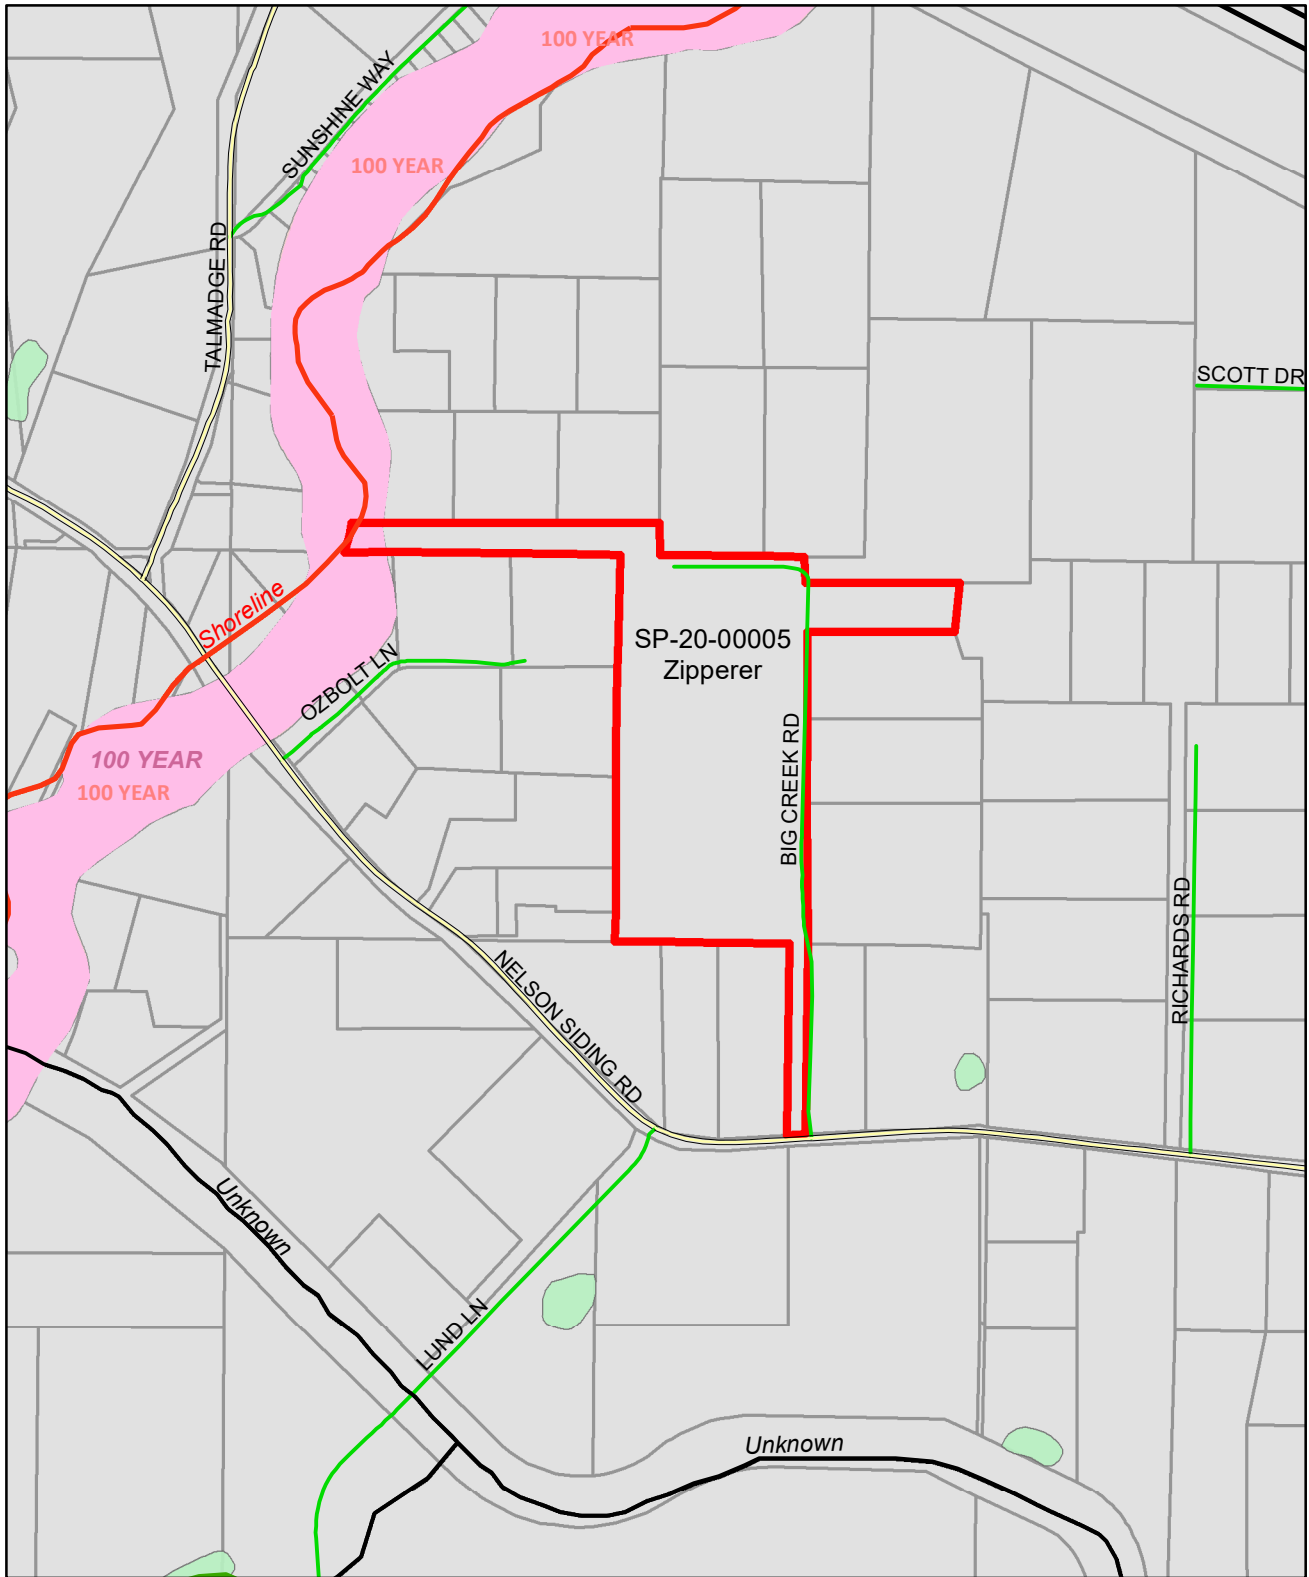 100 YEAR
SUNSHINE WAY
100 YEAR
TALMADGE RD
SCOTT DR
Shoreline
SP-20-00005
Zipperer
OZBOLT LN
100 YEAR
100 YEAR
BIG CREEK RD
RICHARDS RD
NELSON SIDING RD
Unknown
LUND LN
Unknown